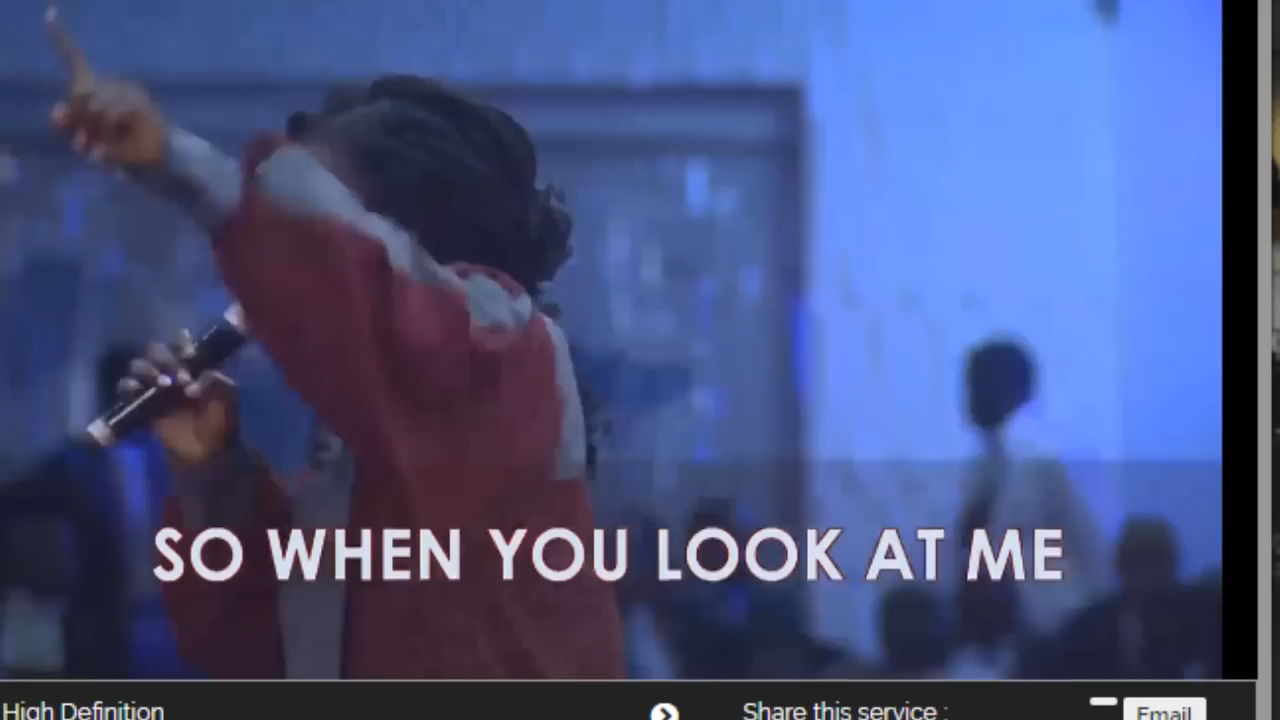 SO WHEN YOU LOOK AT ME
High Definition
Share this service :
Email